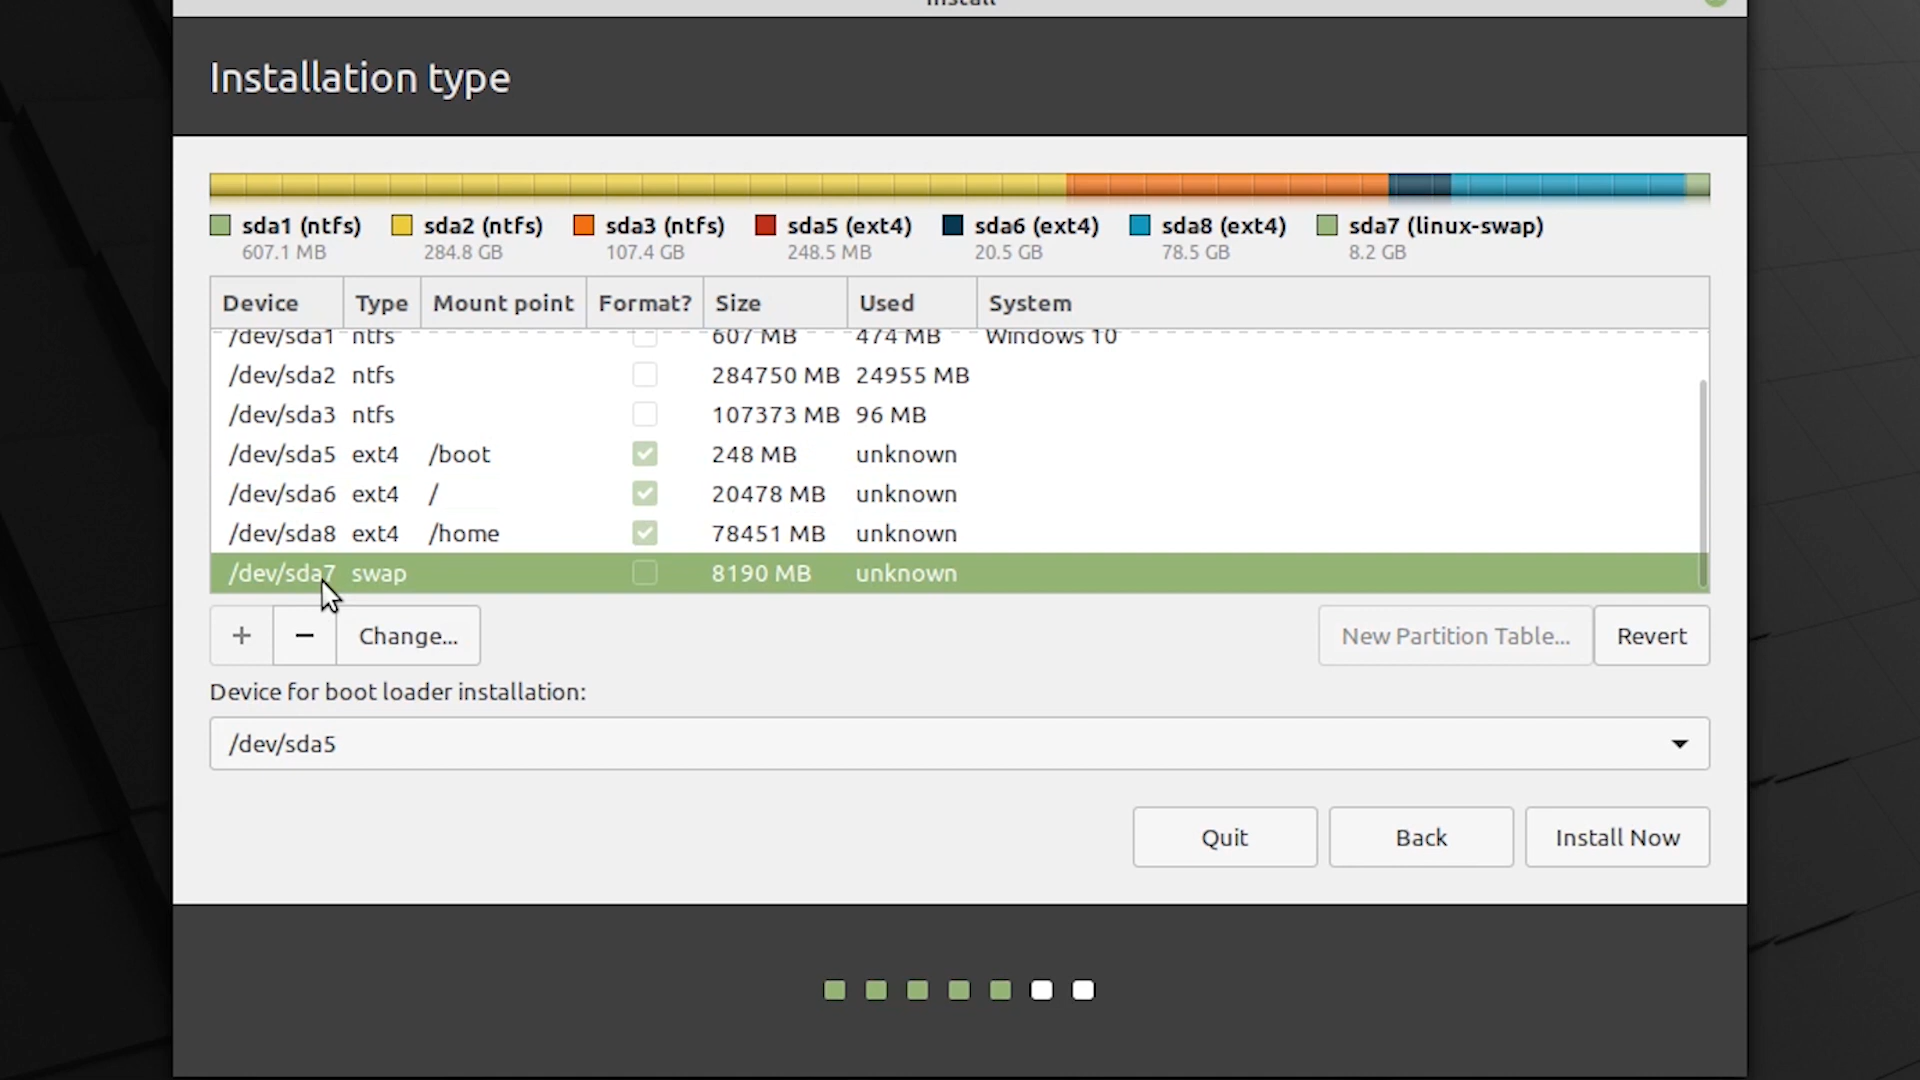 Install
Installation type
sda1 (ntfs) sda2 (ntfs) sda3 (ntfs) sda5 (ext4) sda6 (ext4) sda8 (ext4) sda7 (linux-swap)
607.1 MB 284.8 GB 107.4 GB 248.5 MB 20.5 GB 78.5 GB 8.2 GB
Device Type Mount point Format? Size Used System
/dev/sda1 ntfs 607 MB 474 MB Windows 10
/dev/sda2 ntfs 284750 MB 24955 MB
/dev/sda3 ntfs 107373 MB 96 MB
/dev/sda5 ext4 /boot 248 MB unknown
/dev/sda6 ext4 / 20478 MB unknown
/dev/sda8 ext4 /home 78451 MB unknown
/dev/sda7 swap 8190 MB unknown
+ − Change... New Partition Table... Revert
Device for boot loader installation:
/dev/sda5
Quit Back Install Now